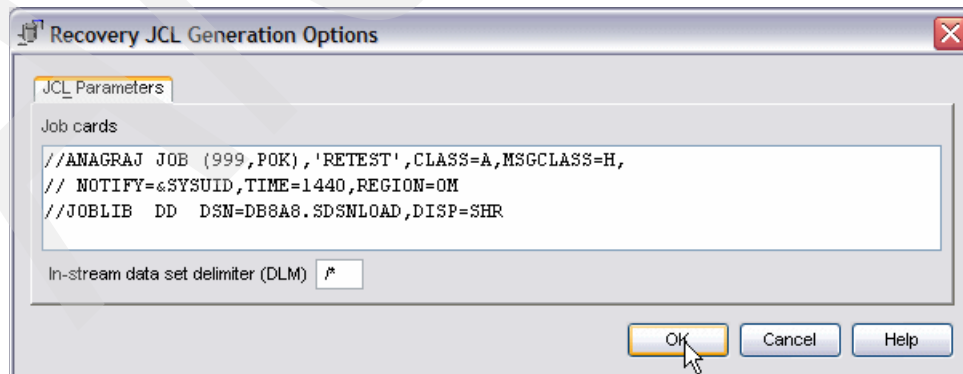 Recovery JCL Generation Options
JCL Parameters
Job cards
//ANAGRAJ JOB (999,POK),'RETEST',CLASS=A,MSGCLASS=H,
// NOTIFY=&SYSUID,TIME=1440,REGION=0M
//JOBLIB  DD  DSN=DB8A8.SDSNLOAD,DISP=SHR
In-stream data set delimiter (DLM) /*
OK Cancel Help